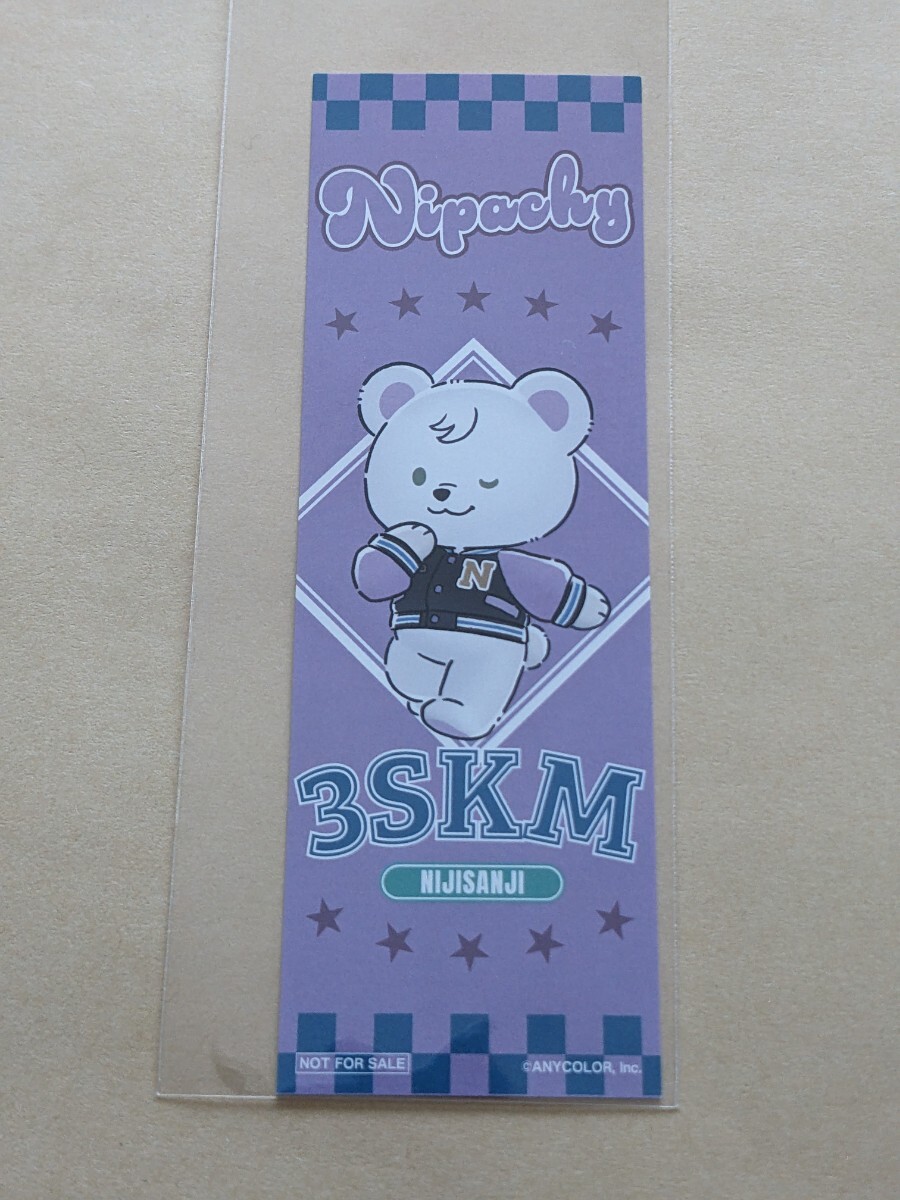 Nipachy
N
3SKM
NIJISANJI
NOT FOR SALE
©ANYCOLOR, Inc.